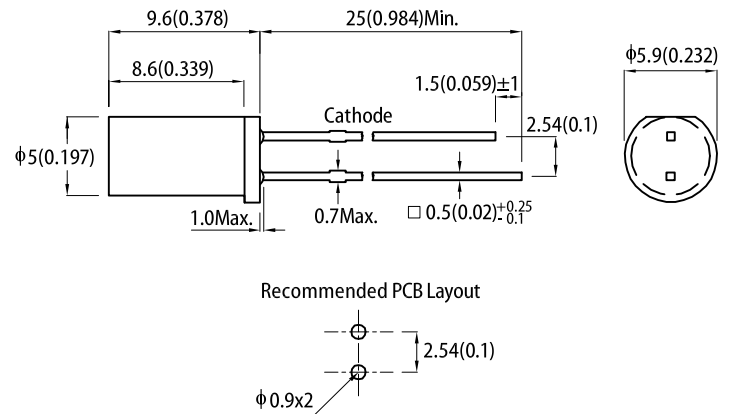 9.6(0.378)
25(0.984)Min.
8.6(0.339)
1.5(0.059)±1
ϕ5.9(0.232)
Cathode
2.54(0.1)
ϕ5(0.197)
1.0Max.
0.7Max.
□ 0.5(0.02)+0.25
- 0.1
Recommended PCB Layout
2.54(0.1)
ϕ0.9x2